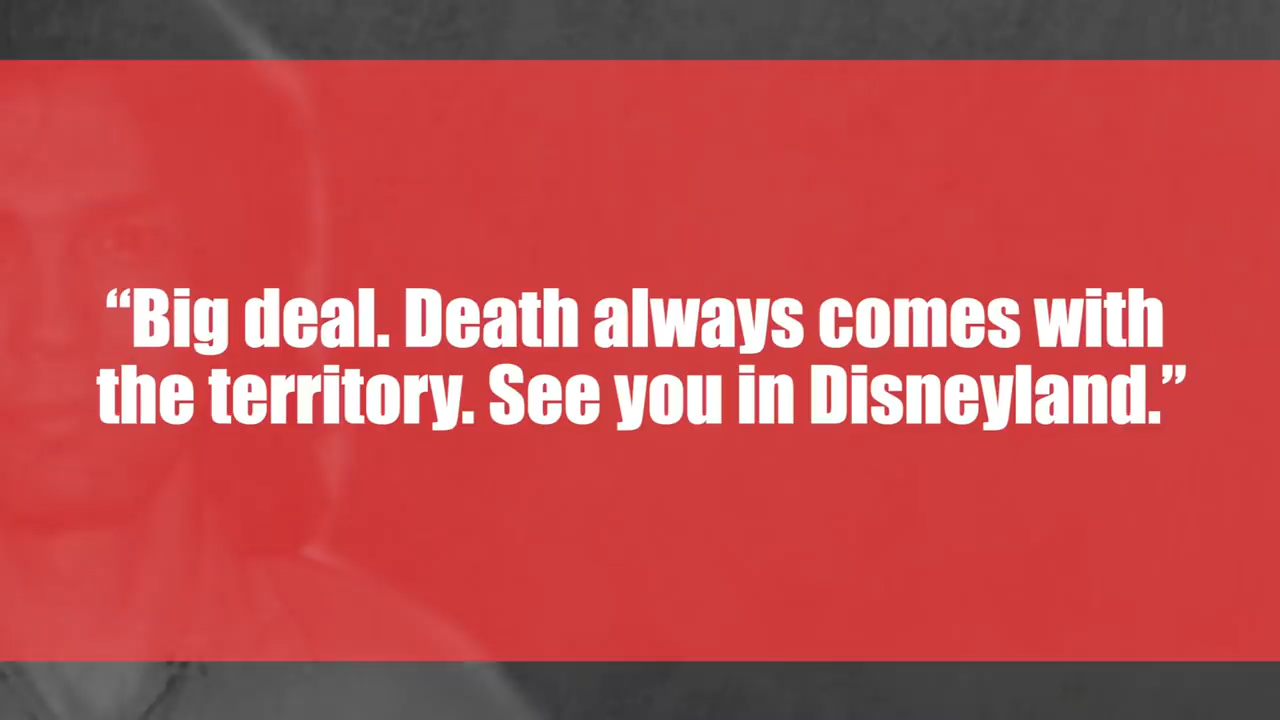 “Big deal. Death always comes with
the territory. See you in Disneyland.”